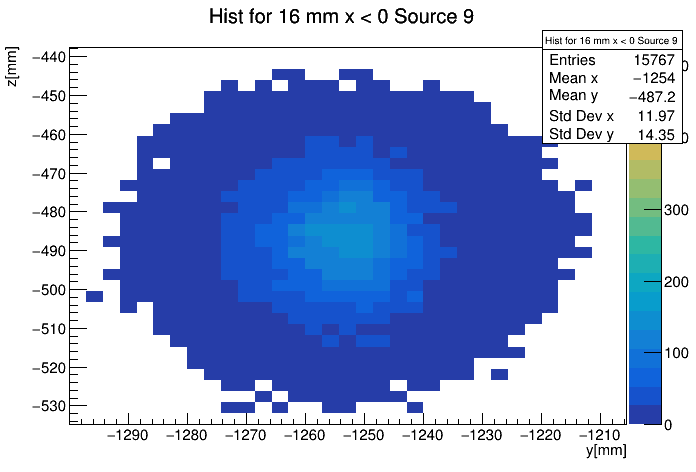 Hist for 16 mm x < 0 Source 9
Hist for 16 mm x < 0 Source 9
Entries 15767
Mean x −1254
Mean y −487.2
Std Dev x 11.97
Std Dev y 14.35
z[mm]
−440
−450
−460
−470
−480
−490
−500
−510
−520
−530
−1290 −1280 −1270 −1260 −1250 −1240 −1230 −1220 −1210
y[mm]
300
200
100
0